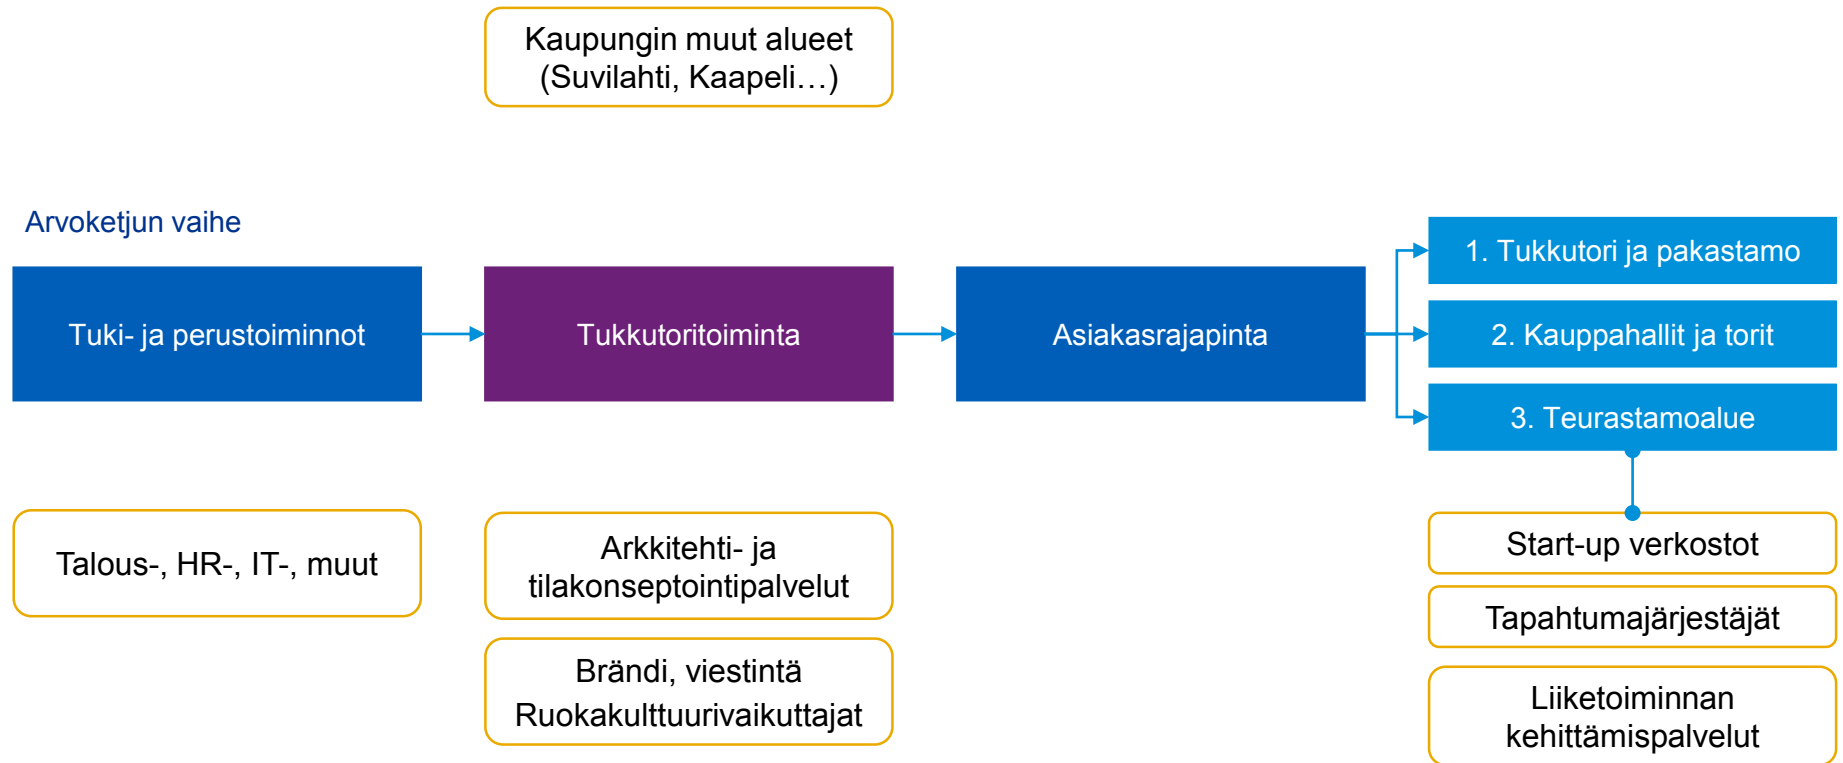 Kaupungin muut alueet
(Suvilahti, Kaapeli…)
Arvoketjun vaihe
Tuki- ja perustoiminnot
Tukkutoritoiminta
Asiakasrajapinta
1. Tukkutori ja pakastamo
2. Kauppahallit ja torit
3. Teurastamoalue
Talous-, HR-, IT-, muut
Arkkitehti- ja
tilakonseptointipalvelut
Brändi, viestintä
Ruokakulttuurivaikuttajat
Start-up verkostot
Tapahtumajärjestäjät
Liiketoiminnan
kehittämispalvelut